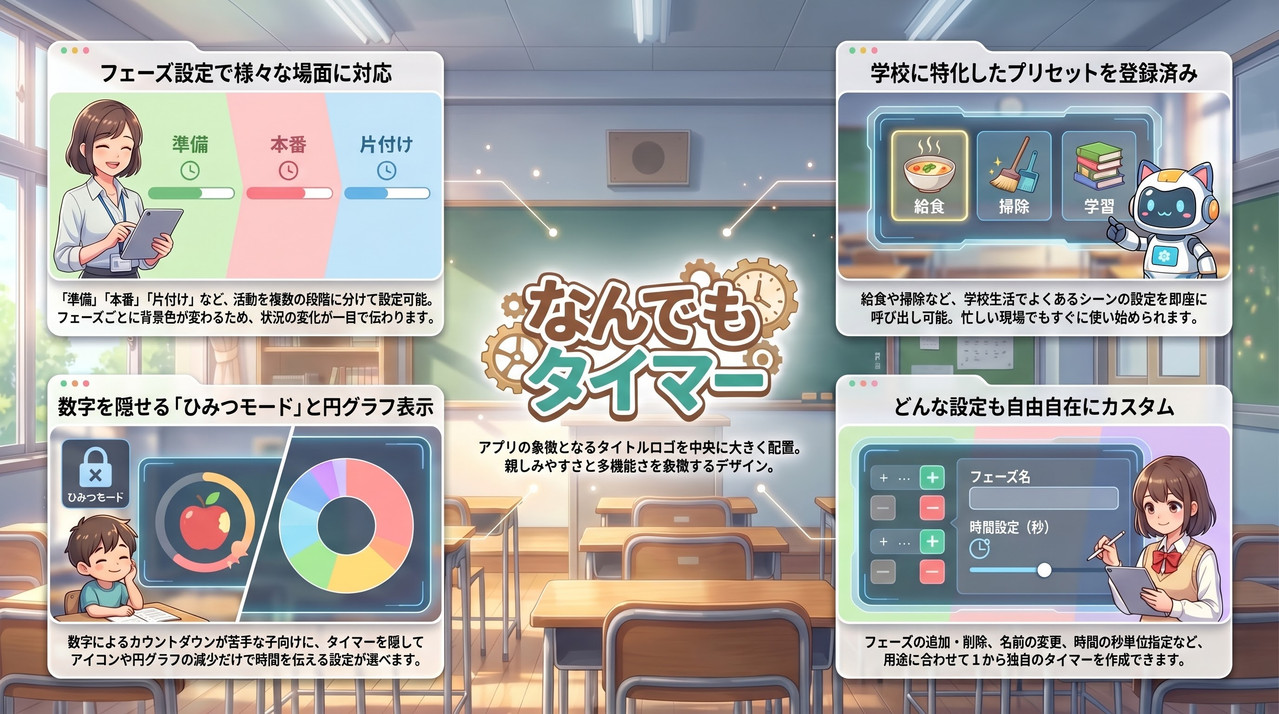 フェーズ設定で様々な場面に対応
準備
本番
片付け
「準備」「本番」「片付け」など、活動を複数の段階に分けて設定可能。
フェーズごとに背景色が変わるため、状況の変化が一目で伝わります。
学校に特化したプリセットを登録済み
給食
掃除
学習
給食や掃除など、学校生活でよくあるシーンの設定を即座に
呼び出し可能。忙しい現場でもすぐに使い始められます。
なんでも
タイマー
アプリの象徴となるタイトルロゴを中央に大きく配置。
親しみやすさと多機能さを象徴するデザイン。
数字を隠せる「ひみつモード」と円グラフ表示
ひみつモード
数字によるカウントダウンが苦手な子向けに、タイマーを隠して
アイコンや円グラフの減少だけで時間を伝える設定が選べます。
どんな設定も自由自在にカスタム
+ … +
− −
+ … +
− −
フェーズ名
時間設定（秒）
フェーズの追加・削除、名前の変更、時間の秒単位指定など、
用途に合わせて１から独自のタイマーを作成できます。